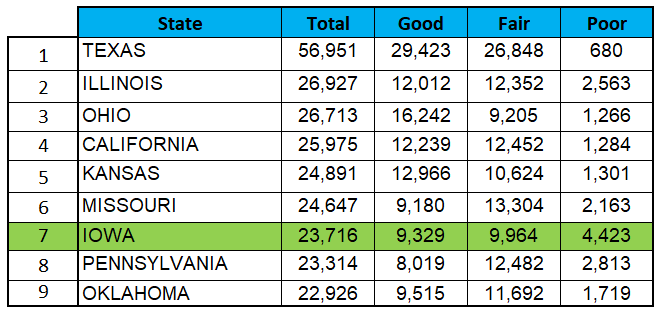 State Total Good Fair Poor
1 TEXAS 56,951 29,423 26,848 680
2 ILLINOIS 26,927 12,012 12,352 2,563
3 OHIO 26,713 16,242 9,205 1,266
4 CALIFORNIA 25,975 12,239 12,452 1,284
5 KANSAS 24,891 12,966 10,624 1,301
6 MISSOURI 24,647 9,180 13,304 2,163
7 IOWA 23,716 9,329 9,964 4,423
8 PENNSYLVANIA 23,314 8,019 12,482 2,813
9 OKLAHOMA 22,926 9,515 11,692 1,719